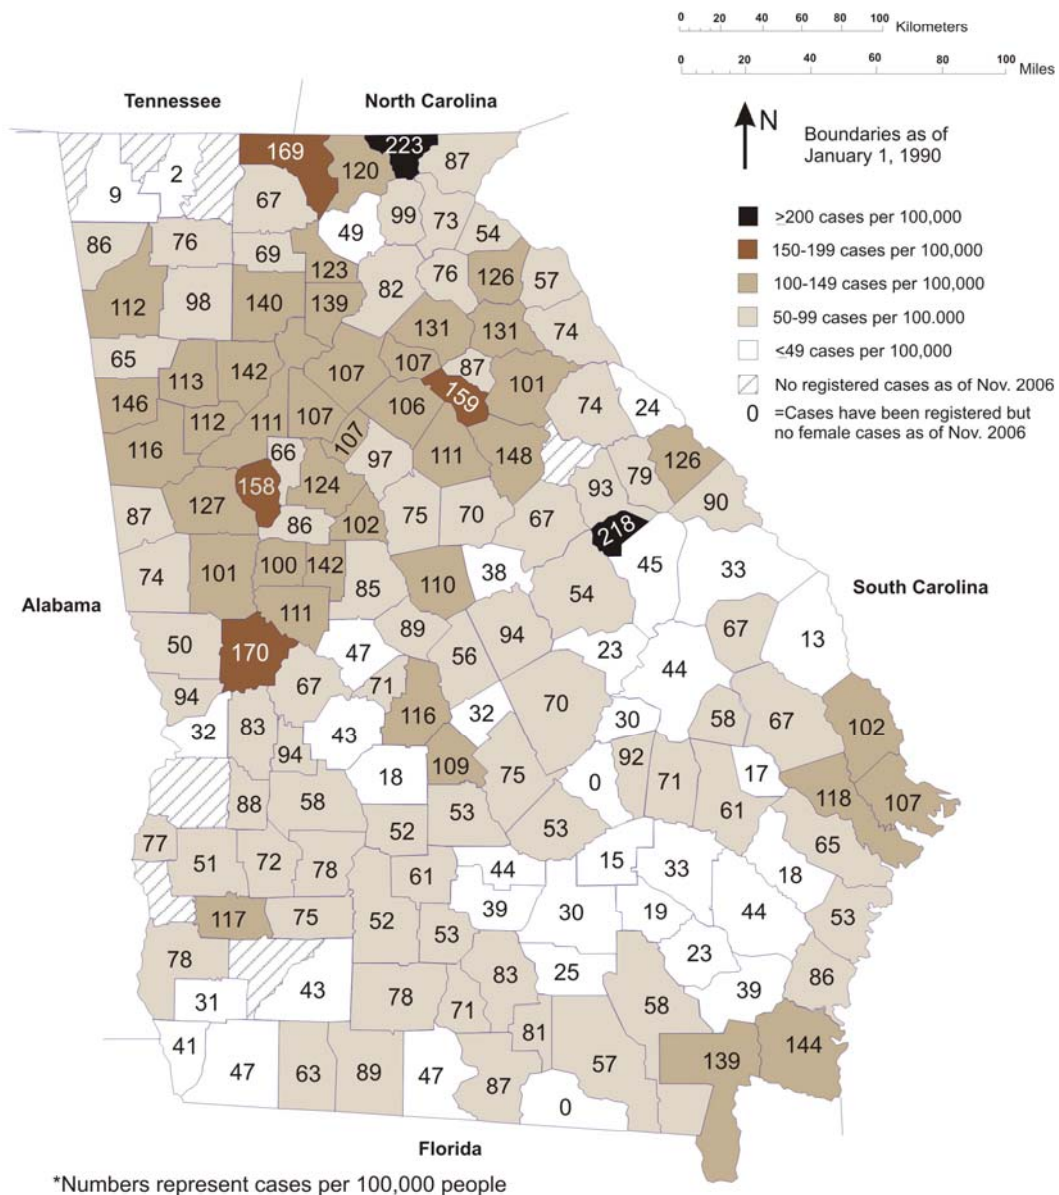 0 20 40 60 80 100 Kilometers
0 20 40 60 80 100 Miles
Tennessee North Carolina
N
Boundaries as of
January 1, 1990
≥200 cases per 100,000
150-199 cases per 100,000
100-149 cases per 100,000
50-99 cases per 100.000
≤49 cases per 100,000
No registered cases as of Nov. 2006
0 =Cases have been registered but
no female cases as of Nov. 2006
169 120 223 87
9 2 67
49 99 73 54
86 76 69
123 82 76 126 57
112 98 140 139
131 131 74
65 113 142 107 107 87 101
146 112 111 107 106 159 74 24
116 66 107 97 111 148
127 158 124 93 79 126
87 86 102 75 70 67 218 90
74 101 100 142 85 110 38 54 45 33
Alabama South Carolina
111 67 13
50 170 47 89 56 94 23 44
94 67 71
32 83 43 116 32 70 30 58 67 102
94 18 109 75 0 92 71 17
88 58 53 53 61 118 107
77 51 72 78 52 44 15 33 65
61 18
117 75 52 53 39 30 19 44 53
78 43 83 25 23 86
31 78 71 58 39
41 47 63 89 47 87 81 57 139 144
0
Florida
*Numbers represent cases per 100,000 people